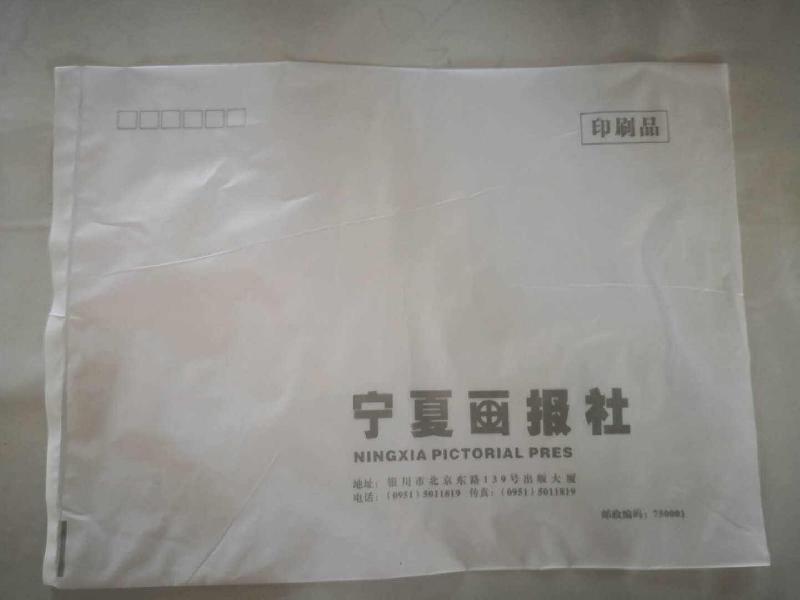 印刷品
宁夏画报社
NINGXIA PICTORIAL PRES
地址：银川市北京东路139号出版大厦
电话：(0951) 5011819 传真：(0951) 5011819
邮政编码：750001